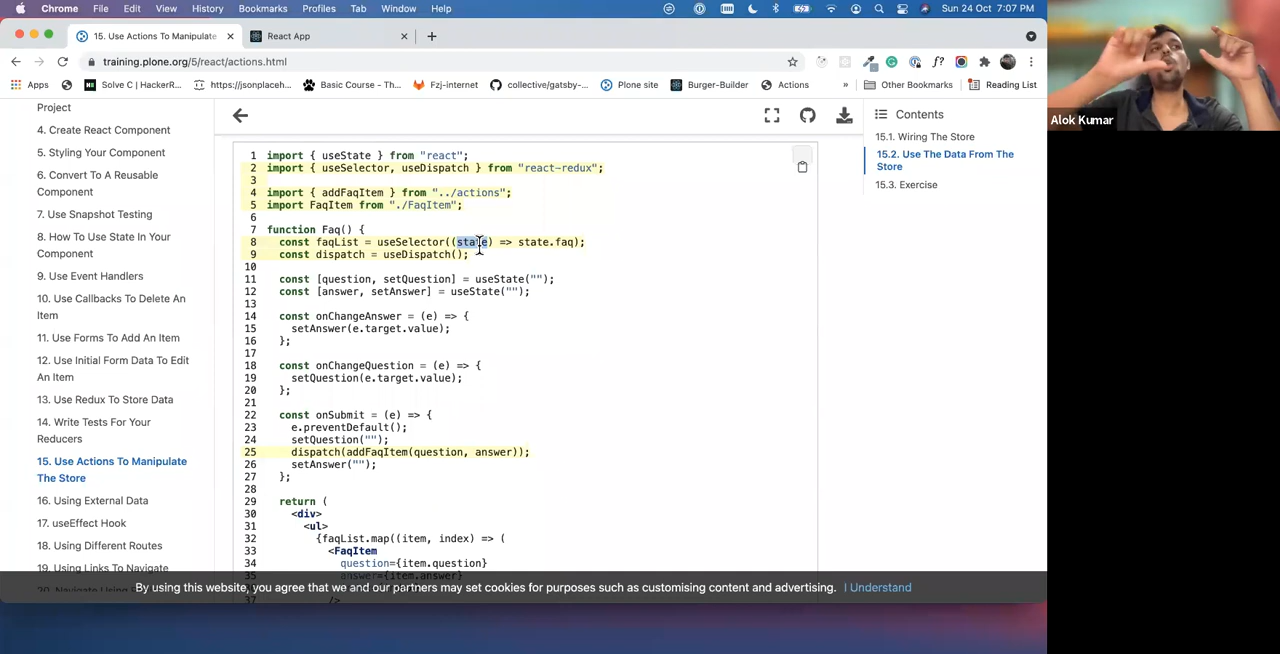 Chrome File Edit View History Bookmarks Profiles Tab Window Help Sun 24 Oct 7:07 PM
15. Use Actions To Manipulate React App
training.plone.org/5/react/actions.html
Apps Solve C | HackerR... https://jsonplaceh... Basic Course - Th... Fzj-internet collective/gatsby-... Plone site Burger-Builder Actions » Other Bookmarks Reading List
Project
4. Create React Component
5. Styling Your Component
6. Convert To A Reusable
Component
7. Use Snapshot Testing
8. How To Use State In Your
Component
9. Use Event Handlers
10. Use Callbacks To Delete An
Item
11. Use Forms To Add An Item
12. Use Initial Form Data To Edit
An Item
13. Use Redux To Store Data
14. Write Tests For Your
Reducers
15. Use Actions To Manipulate
The Store
16. Using External Data
17. useEffect Hook
18. Using Different Routes
19. Using Links To Navigate
1 import { useState } from "react";
2 import { useSelector, useDispatch } from "react-redux";
3
4 import { addFaqItem } from "../actions";
5 import FaqItem from "./FaqItem";
6
7 function Faq() {
8 const faqList = useSelector((state) => state.faq);
9 const dispatch = useDispatch();
10
11 const [question, setQuestion] = useState("");
12 const [answer, setAnswer] = useState("");
13
14 const onChangeAnswer = (e) => {
15 setAnswer(e.target.value);
16 };
17
18 const onChangeQuestion = (e) => {
19 setQuestion(e.target.value);
20 };
21
22 const onSubmit = (e) => {
23 e.preventDefault();
24 setQuestion("");
25 dispatch(addFaqItem(question, answer));
26 setAnswer("");
27 };
28
29 return (
30 <div>
31 <ul>
32 {faqList.map((item, index) => (
33 <FaqItem
34 question={item.question}
35 answer={item.answer}
37 />
Contents
15.1. Wiring The Store
15.2. Use The Data From The
Store
15.3. Exercise
By using this website, you agree that we and our partners may set cookies for purposes such as customising content and advertising. I Understand
Alok Kumar